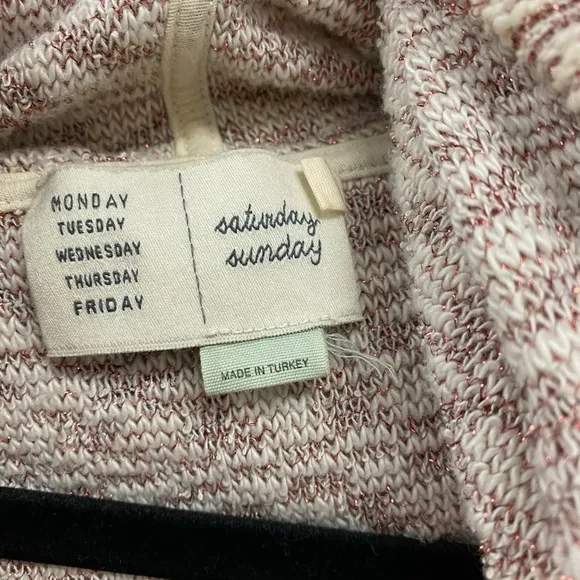 MONDAY
TUESDAY
WEDNESDAY
THURSDAY
FRIDAY
saturday
sunday
MADE IN TURKEY